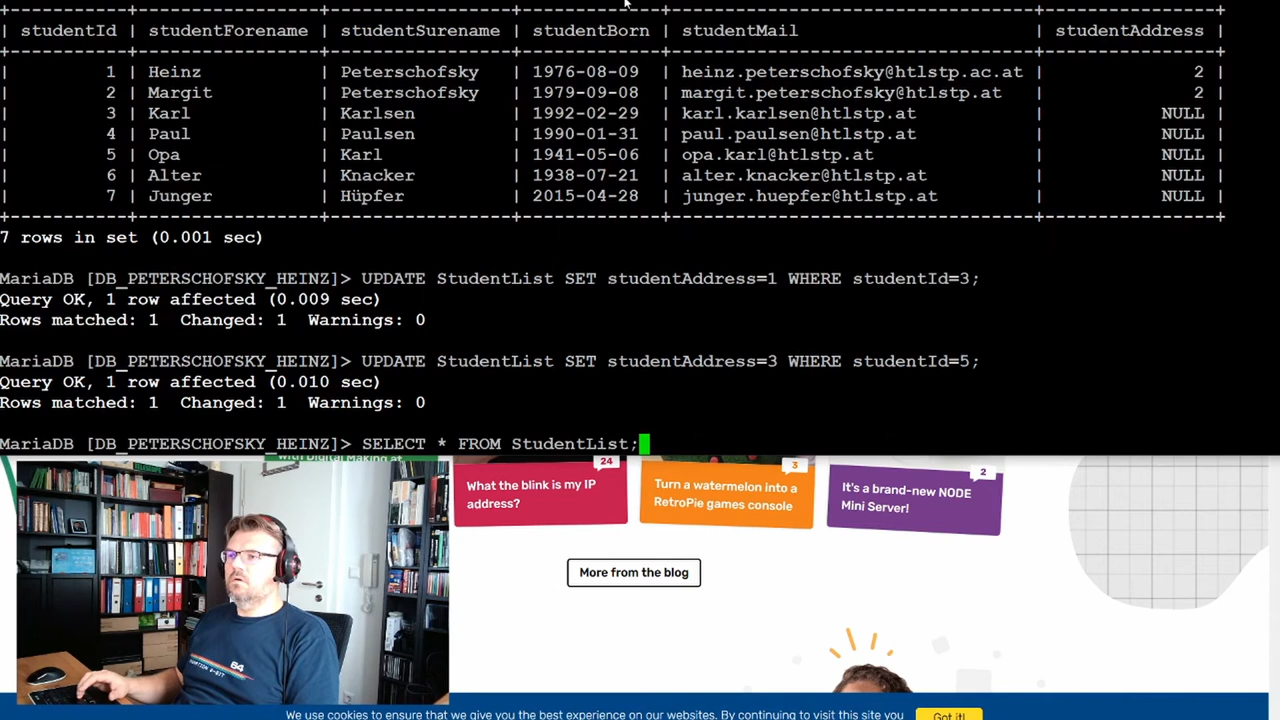 | studentId | studentForename | studentSurename | studentBorn | studentMail | studentAddress |
| 1 | Heinz | Peterschofsky | 1976-08-09 | heinz.peterschofsky@htlstp.ac.at | 2 |
| 2 | Margit | Peterschofsky | 1979-09-08 | margit.peterschofsky@htlstp.at | 2 |
| 3 | Karl | Karlsen | 1992-02-29 | karl.karlsen@htlstp.at | NULL |
| 4 | Paul | Paulsen | 1990-01-31 | paul.paulsen@htlstp.at | NULL |
| 5 | Opa | Karl | 1941-05-06 | opa.karl@htlstp.at | NULL |
| 6 | Alter | Knacker | 1938-07-21 | alter.knacker@htlstp.at | NULL |
| 7 | Junger | Hüpfer | 2015-04-28 | junger.huepfer@htlstp.at | NULL |
7 rows in set (0.001 sec)
MariaDB [DB_PETERSCHOFSKY_HEINZ]> UPDATE StudentList SET studentAddress=1 WHERE studentId=3;
Query OK, 1 row affected (0.009 sec)
Rows matched: 1 Changed: 1 Warnings: 0
MariaDB [DB_PETERSCHOFSKY_HEINZ]> UPDATE StudentList SET studentAddress=3 WHERE studentId=5;
Query OK, 1 row affected (0.010 sec)
Rows matched: 1 Changed: 1 Warnings: 0
MariaDB [DB_PETERSCHOFSKY_HEINZ]> SELECT * FROM StudentList;
with Digital Making at
24
What the blink is my IP
address?
3
Turn a watermelon into a
RetroPie games console
2
It's a brand-new NODE
Mini Server!
More from the blog
64
We use cookies to ensure that we give you the best experience on our websites. By continuing to visit this site you
Got it!